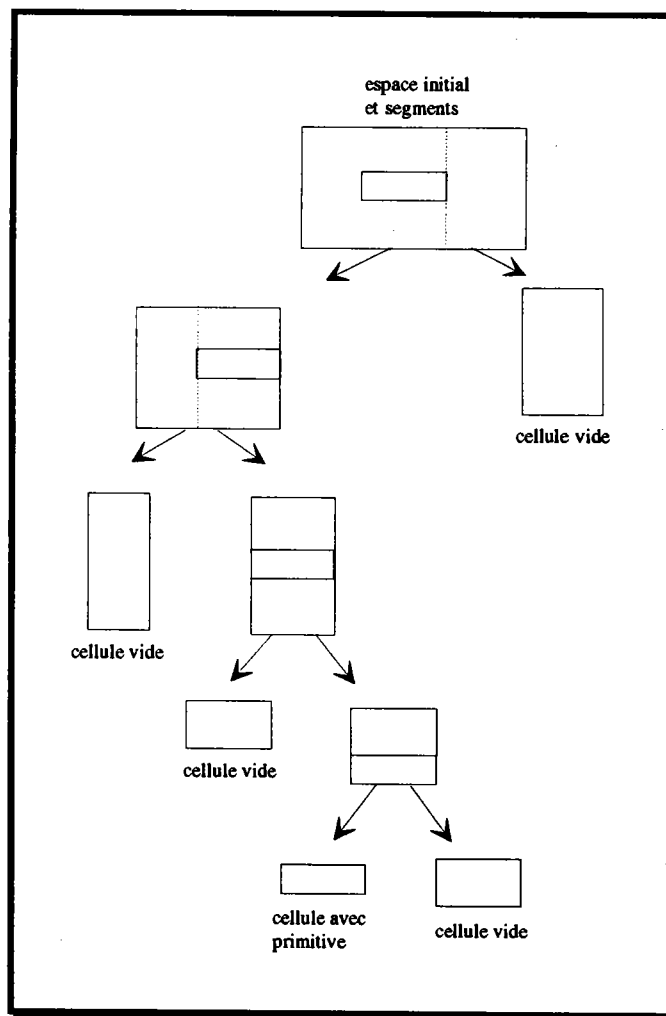 espace initial
et segments
cellule vide
cellule vide
cellule vide
cellule avec
primitive
cellule vide